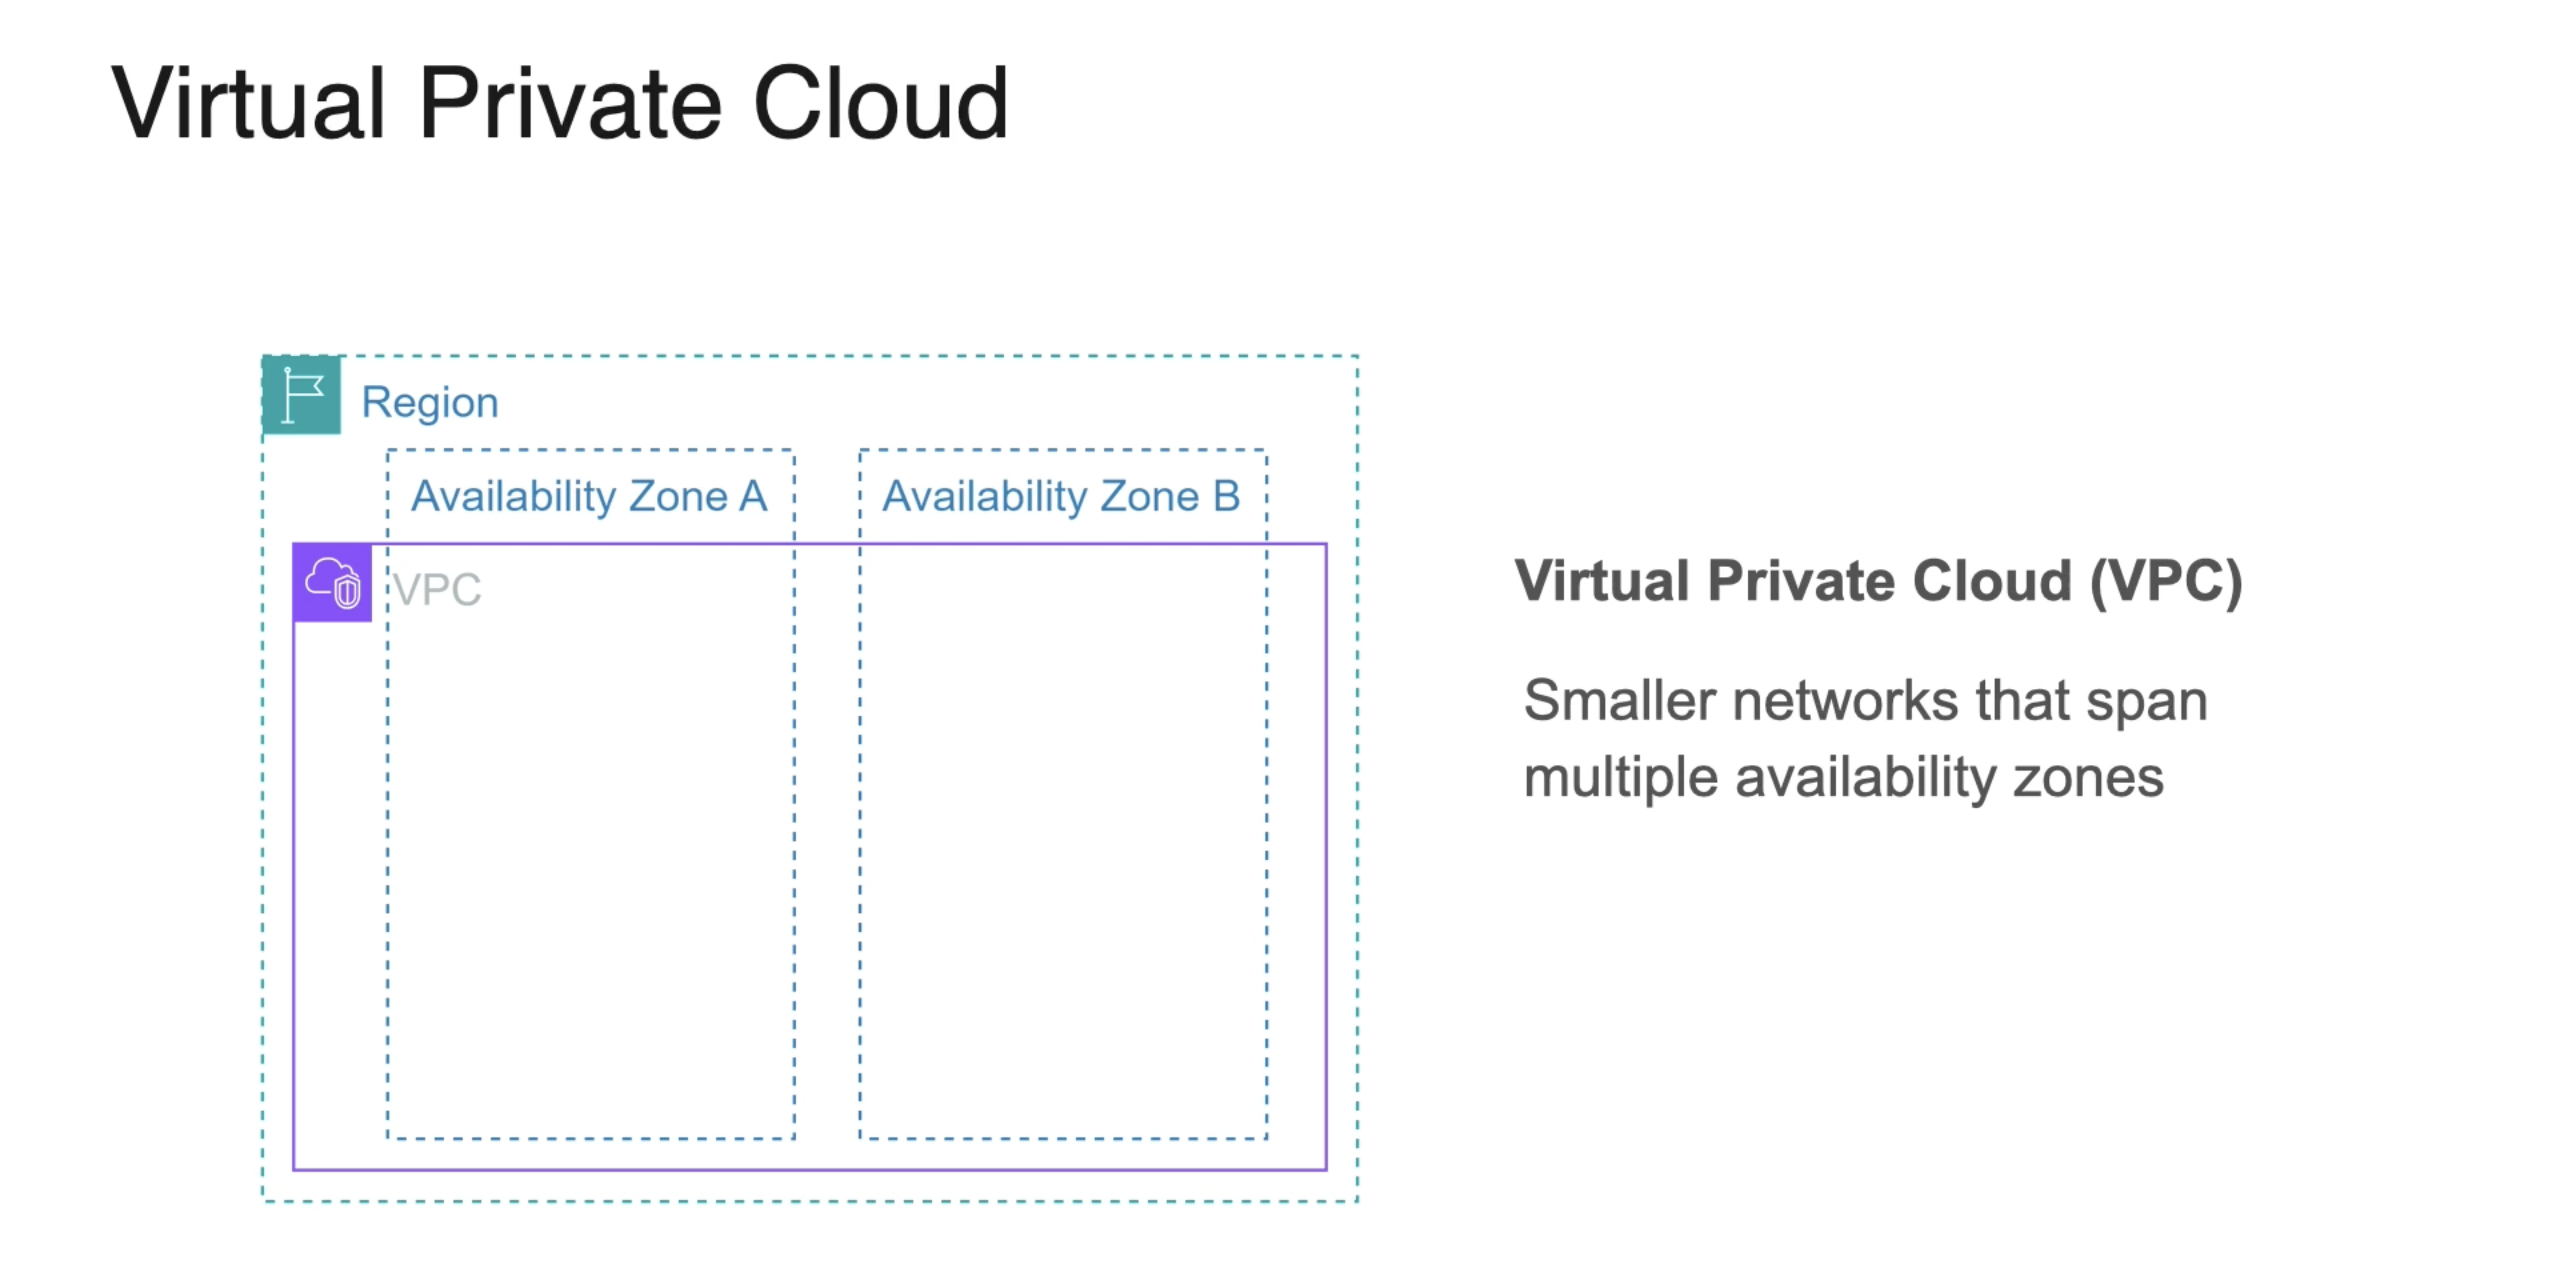 Virtual Private Cloud
Region
Availability Zone A
Availability Zone B
VPC
Virtual Private Cloud (VPC)
Smaller networks that span
multiple availability zones